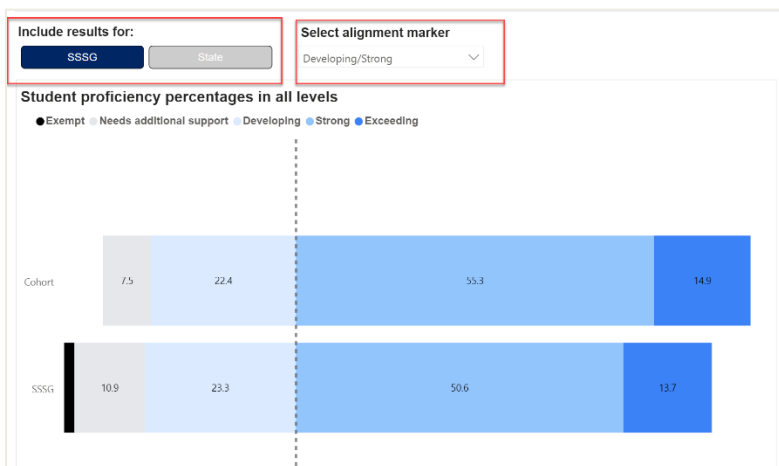 Include results for:
SSSG
State
Select alignment marker
Developing/Strong
Student proficiency percentages in all levels
Exempt Needs additional support Developing Strong Exceeding
Cohort 7.5 22.4 55.3 14.9
SSSG 10.9 23.3 50.6 13.7